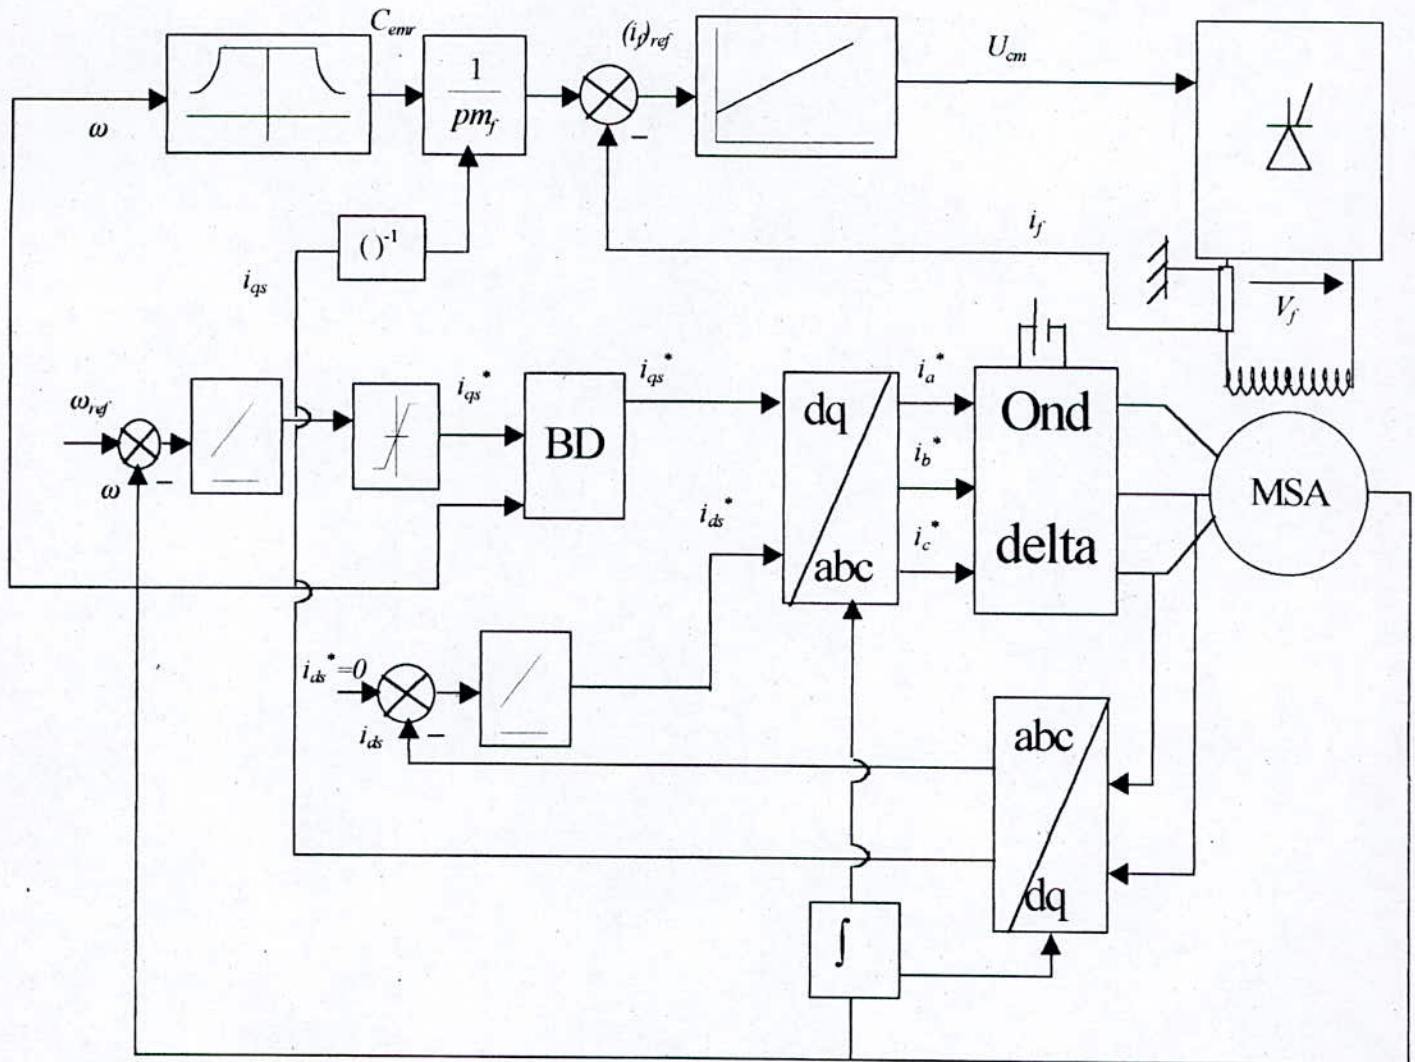 C_emr
(i_f)_ref
U_cm
1
pm_f
ω
−
( )^-1
i_f
i_qs
V_f
ω_ref
i_qs*
i_qs*
i_a*
dq
Ond
BD
i_b*
MSA
ω
−
i_ds*
i_c*
delta
abc
i_ds*=0
i_ds
−
abc
dq
∫